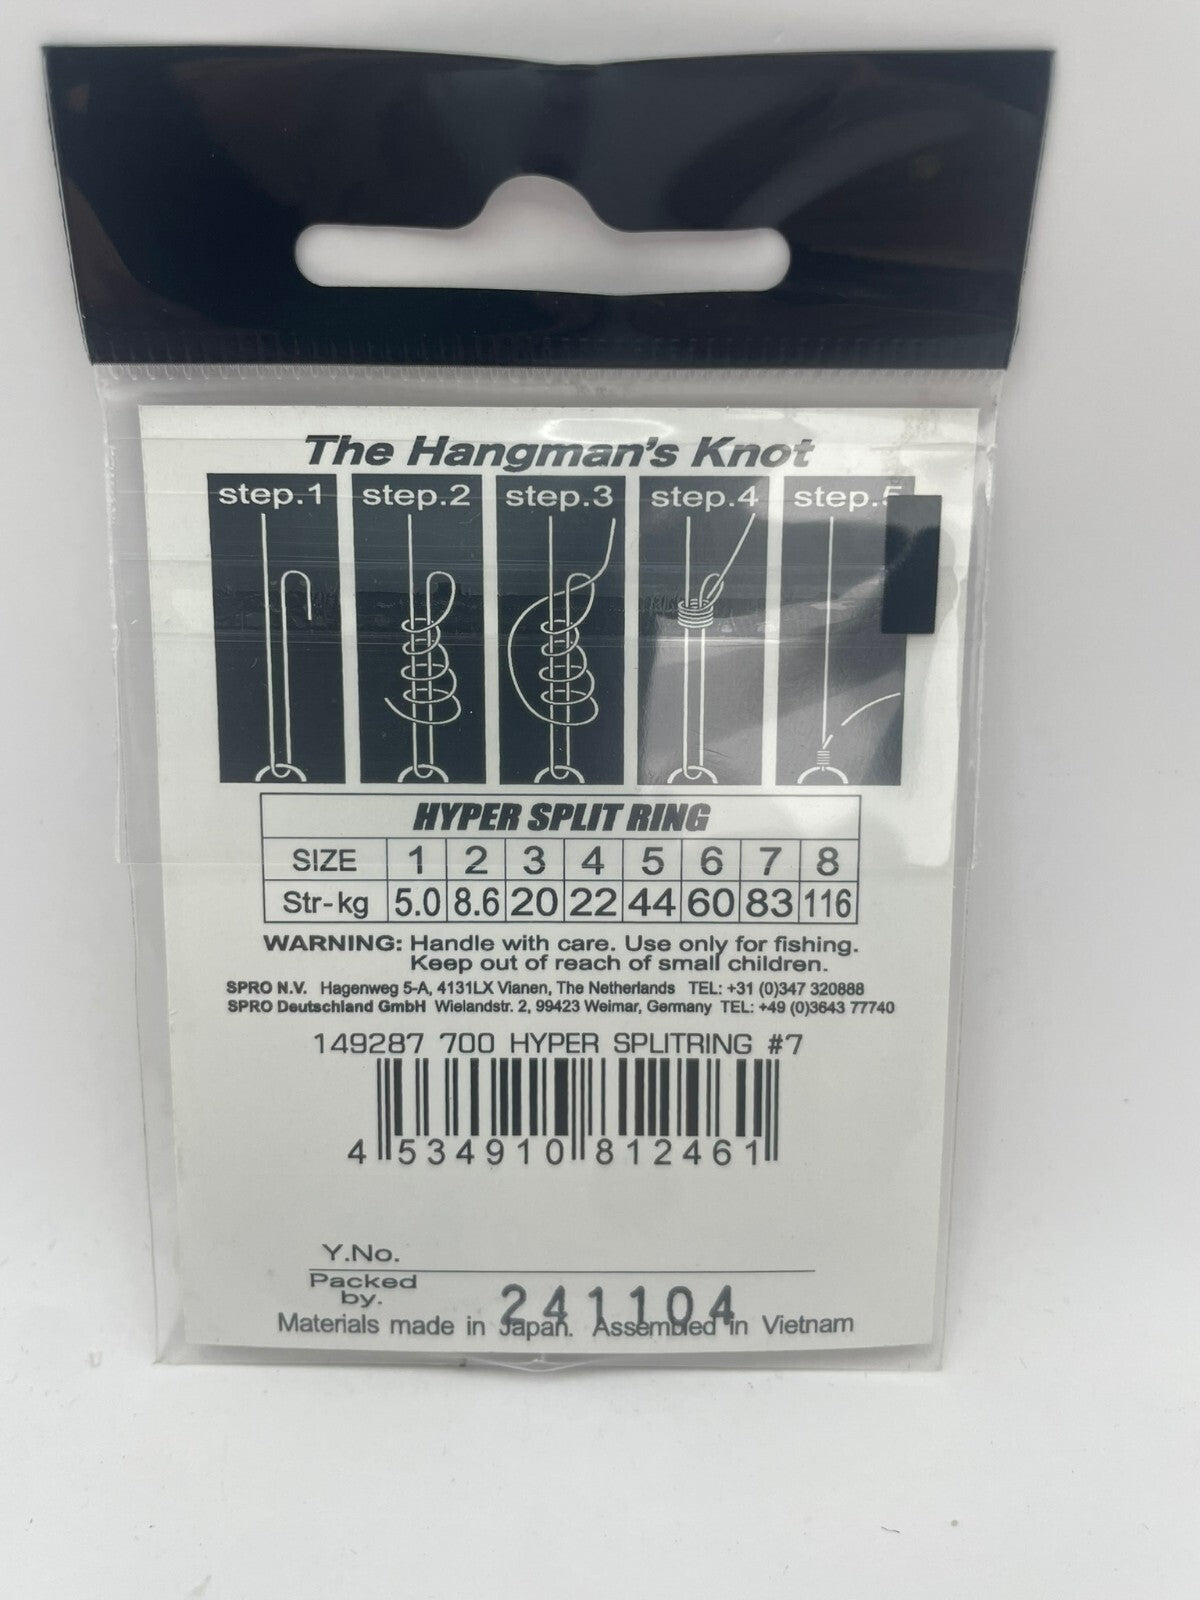 The Hangman's Knot
step.1 step.2 step.3 step.4 step.5
HYPER SPLIT RING
SIZE 1 2 3 4 5 6 7 8
Str-kg 5.0 8.6 20 22 44 60 83 116
WARNING: Handle with care. Use only for fishing.
Keep out of reach of small children.
SPRO N.V. Hagenweg 5-A, 4131LX Vianen, The Netherlands TEL: +31 (0)347 320888
SPRO Deutschland GmbH Wielandstr. 2, 99423 Weimar, Germany TEL: +49 (0)3643 77740
149287 700 HYPER SPLITRING #7
4 534910 812461
Y.No.
Packed
by.
241104
Materials made in Japan. Assembled in Vietnam